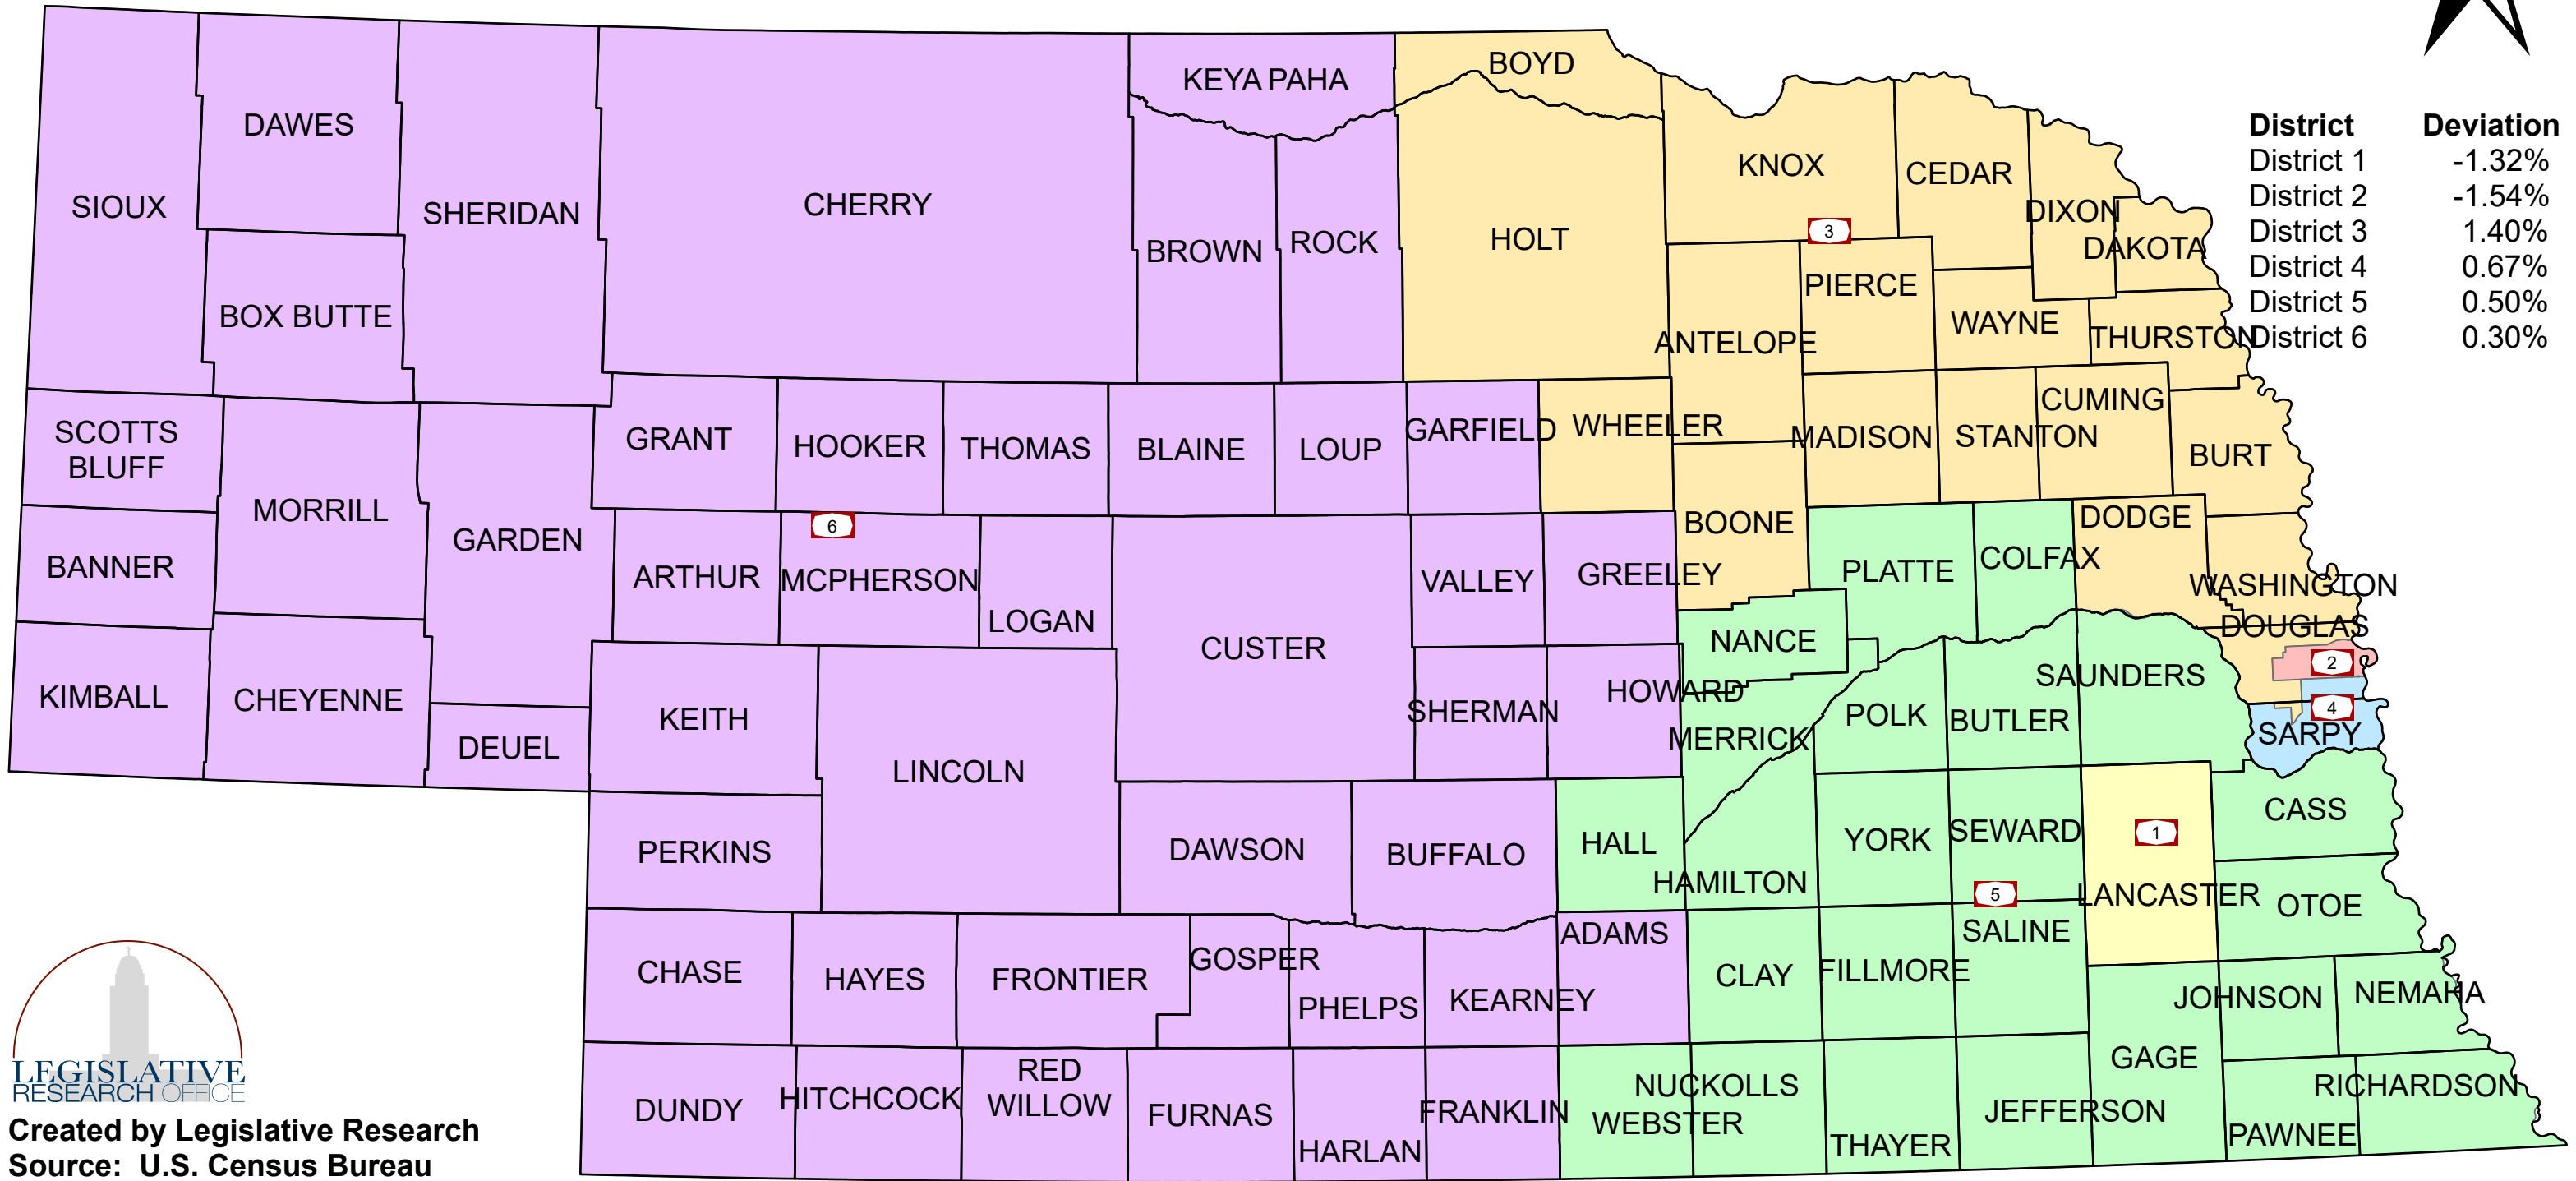 BOYD
KEYA PAHA
DAWES
District Deviation
District 1 -1.32%
District 2 -1.54%
District 3 1.40%
District 4 0.67%
District 5 0.50%
District 6 0.30%
KNOX
CEDAR
SIOUX
SHERIDAN
CHERRY
BROWN
ROCK
HOLT
3
DIXON
DAKOTA
BOX BUTTE
PIERCE
ANTELOPE
WAYNE
THURSTON
SCOTTS
BLUFF
GRANT
HOOKER
THOMAS
BLAINE
LOUP
GARFIELD
WHEELER
MADISON
STANTON
CUMING
BURT
MORRILL
GARDEN
6
BOONE
DODGE
BANNER
ARTHUR
MCPHERSON
LOGAN
CUSTER
VALLEY
GREELEY
PLATTE
COLFAX
WASHINGTON
DOUGLAS
NANCE
2
KIMBALL
CHEYENNE
DEUEL
KEITH
LINCOLN
SHERMAN
HOWARD
MERRICK
POLK
BUTLER
SAUNDERS
4
SARPY
PERKINS
DAWSON
BUFFALO
HALL
HAMILTON
YORK
SEWARD
1
LANCASTER
CASS
5
OTOE
CHASE
HAYES
FRONTIER
GOSPER
PHELPS
KEARNEY
ADAMS
CLAY
FILLMORE
SALINE
JOHNSON
NEMAHA
DUNDY
HITCHCOCK
RED
WILLOW
FURNAS
HARLAN
FRANKLIN
WEBSTER
NUCKOLLS
THAYER
JEFFERSON
GAGE
PAWNEE
RICHARDSON
LEGISLATIVE
RESEARCH OFFICE
Created by Legislative Research
Source: U.S. Census Bureau